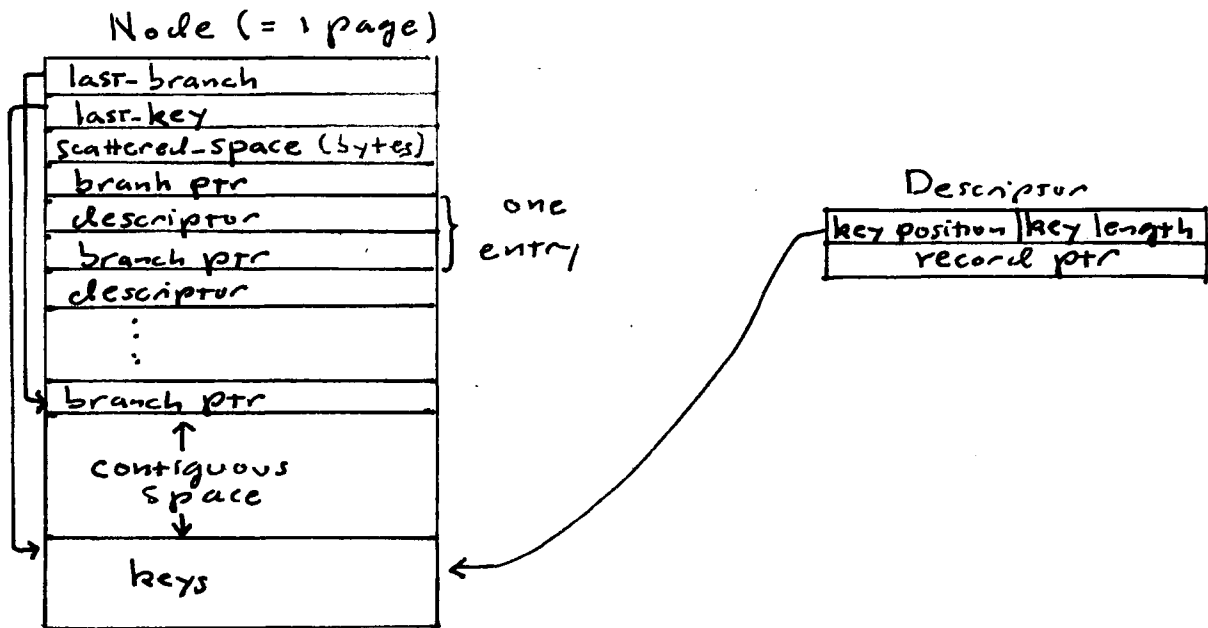 Node (= 1 page)
last-branch
last-key
scattered-space (bytes)
branh ptr
descriptor
branch ptr
descriptor
branch ptr
contiguous
space
keys
one
entry
Descriptor
key position key length
record ptr